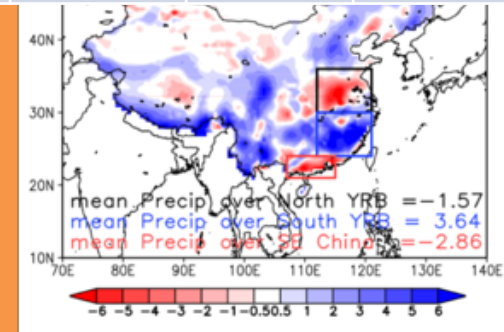 40N
30N
20N
mean Precip over North YRB =-1.57
mean Precip over South YRB = 3.64
mean Precip over SE China =-2.86
10N
70E 80E 90E 100E 110E 120E 130E 140E
-6 -5 -4 -3 -2 -1 -0.5 0.5 1 2 3 4 5 6